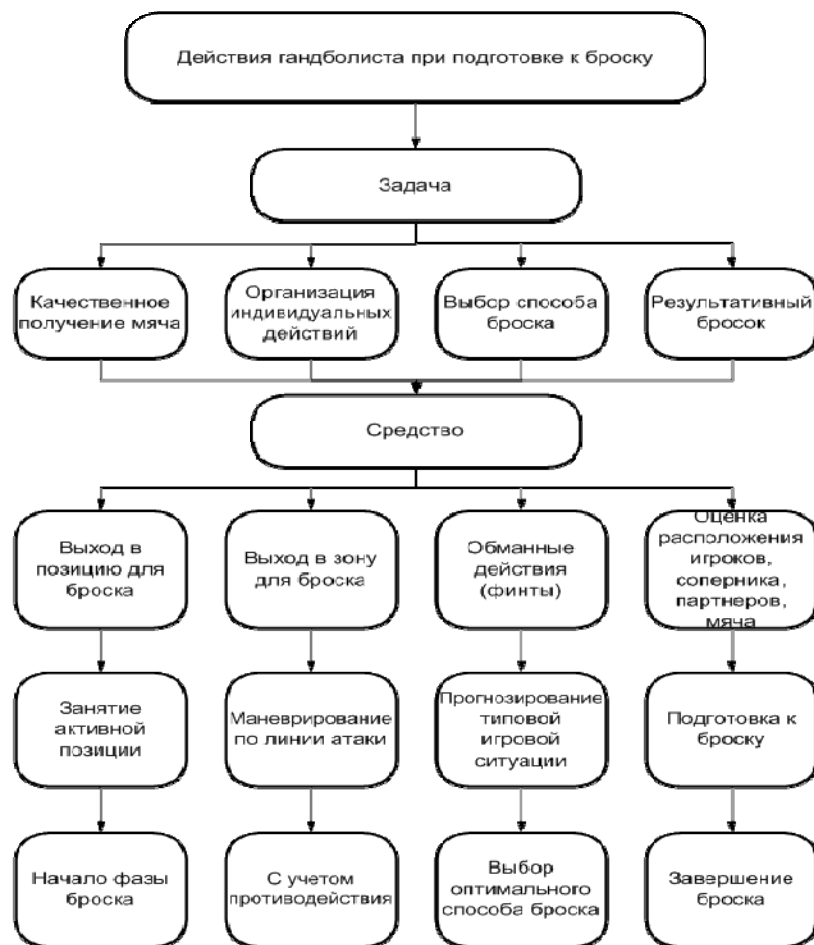 Действия гандболиста при подготовке к броску
Задача
Качественное
получение мяча
Организация
индивидуальных
действий
Выбор способа
броска
Результативный
бросок
Средство
Выход в
позицию для
броска
Выход в зону
для броска
Обманные
действия
(финты)
Оценка
расположения
игроков,
соперника,
партнеров,
мяча
Занятие
активной
позиции
Маневрирование
по линии атаки
Прогнозирование
типовой
игровой
ситуации
Подготовка к
броску
Начало фазы
броска
С учетом
противодействия
Выбор
оптимального
способа броска
Завершение
броска